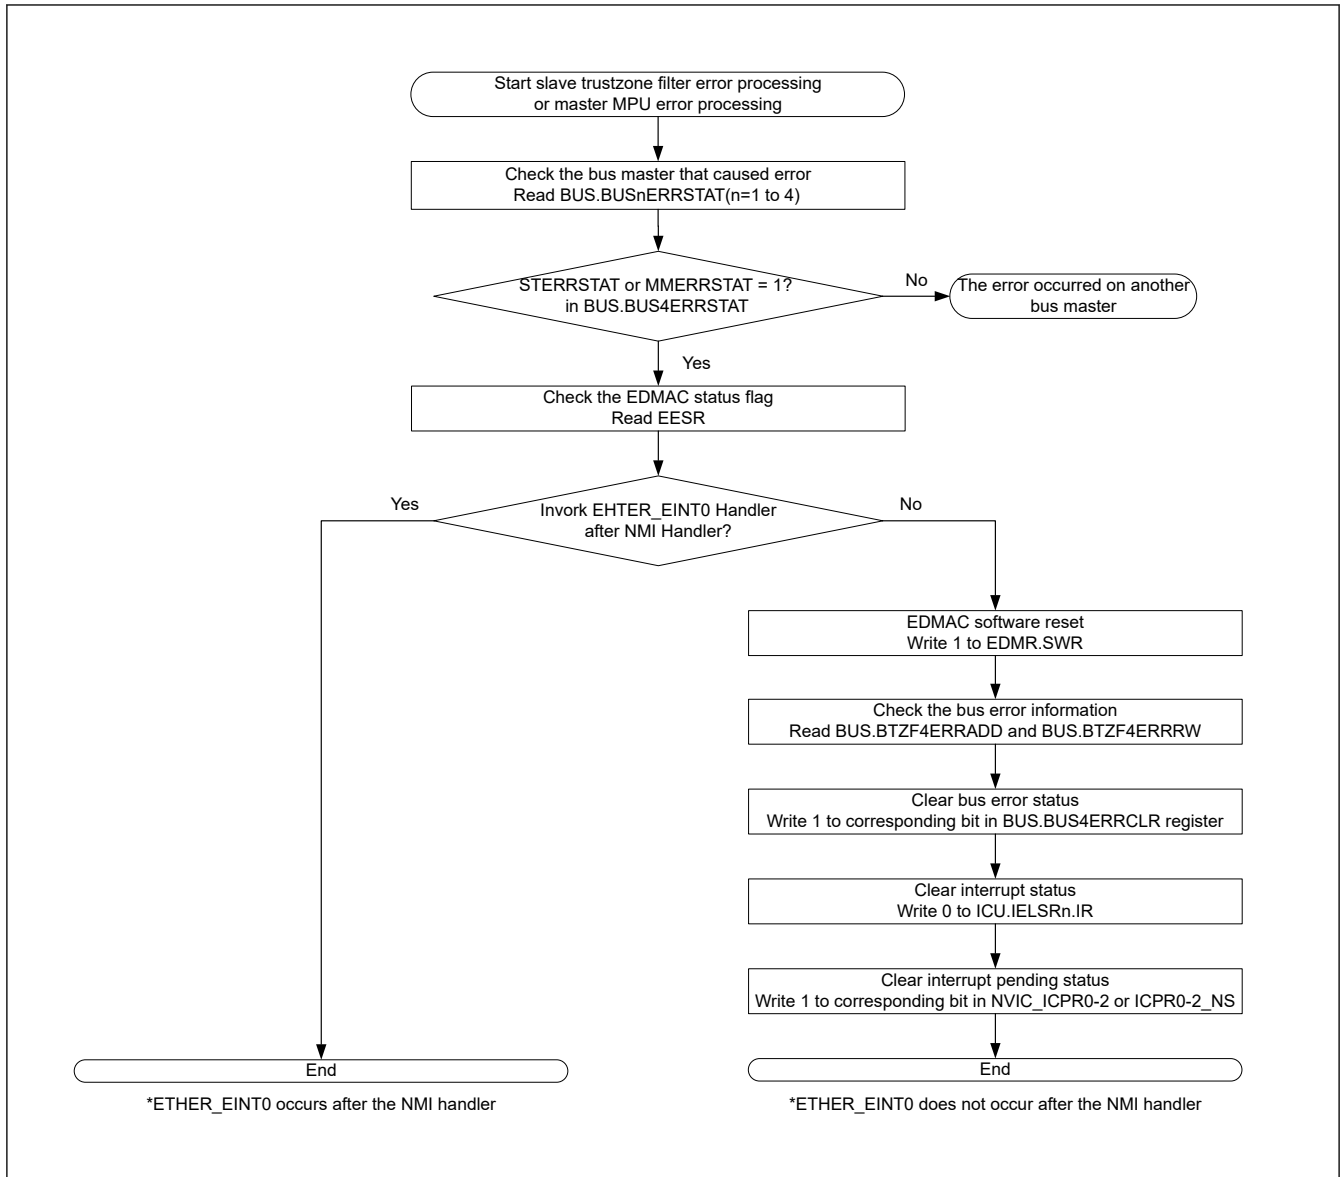 Start slave trustzone filter error processing
or master MPU error processing
Check the bus master that caused error
Read BUS.BUSnERRSTAT(n=1 to 4)
STERRSTAT or MMERRSTAT = 1?
in BUS.BUS4ERRSTAT
No
The error occurred on another
bus master
Yes
Check the EDMAC status flag
Read EESR
Yes
Invork EHTER_EINT0 Handler
after NMI Handler?
No
EDMAC software reset
Write 1 to EDMR.SWR
Check the bus error information
Read BUS.BTZF4ERRADD and BUS.BTZF4ERRRW
Clear bus error status
Write 1 to corresponding bit in BUS.BUS4ERRCLR register
Clear interrupt status
Write 0 to ICU.IELSRn.IR
Clear interrupt pending status
Write 1 to corresponding bit in NVIC_ICPR0-2 or ICPR0-2_NS
End
*ETHER_EINT0 occurs after the NMI handler
End
*ETHER_EINT0 does not occur after the NMI handler